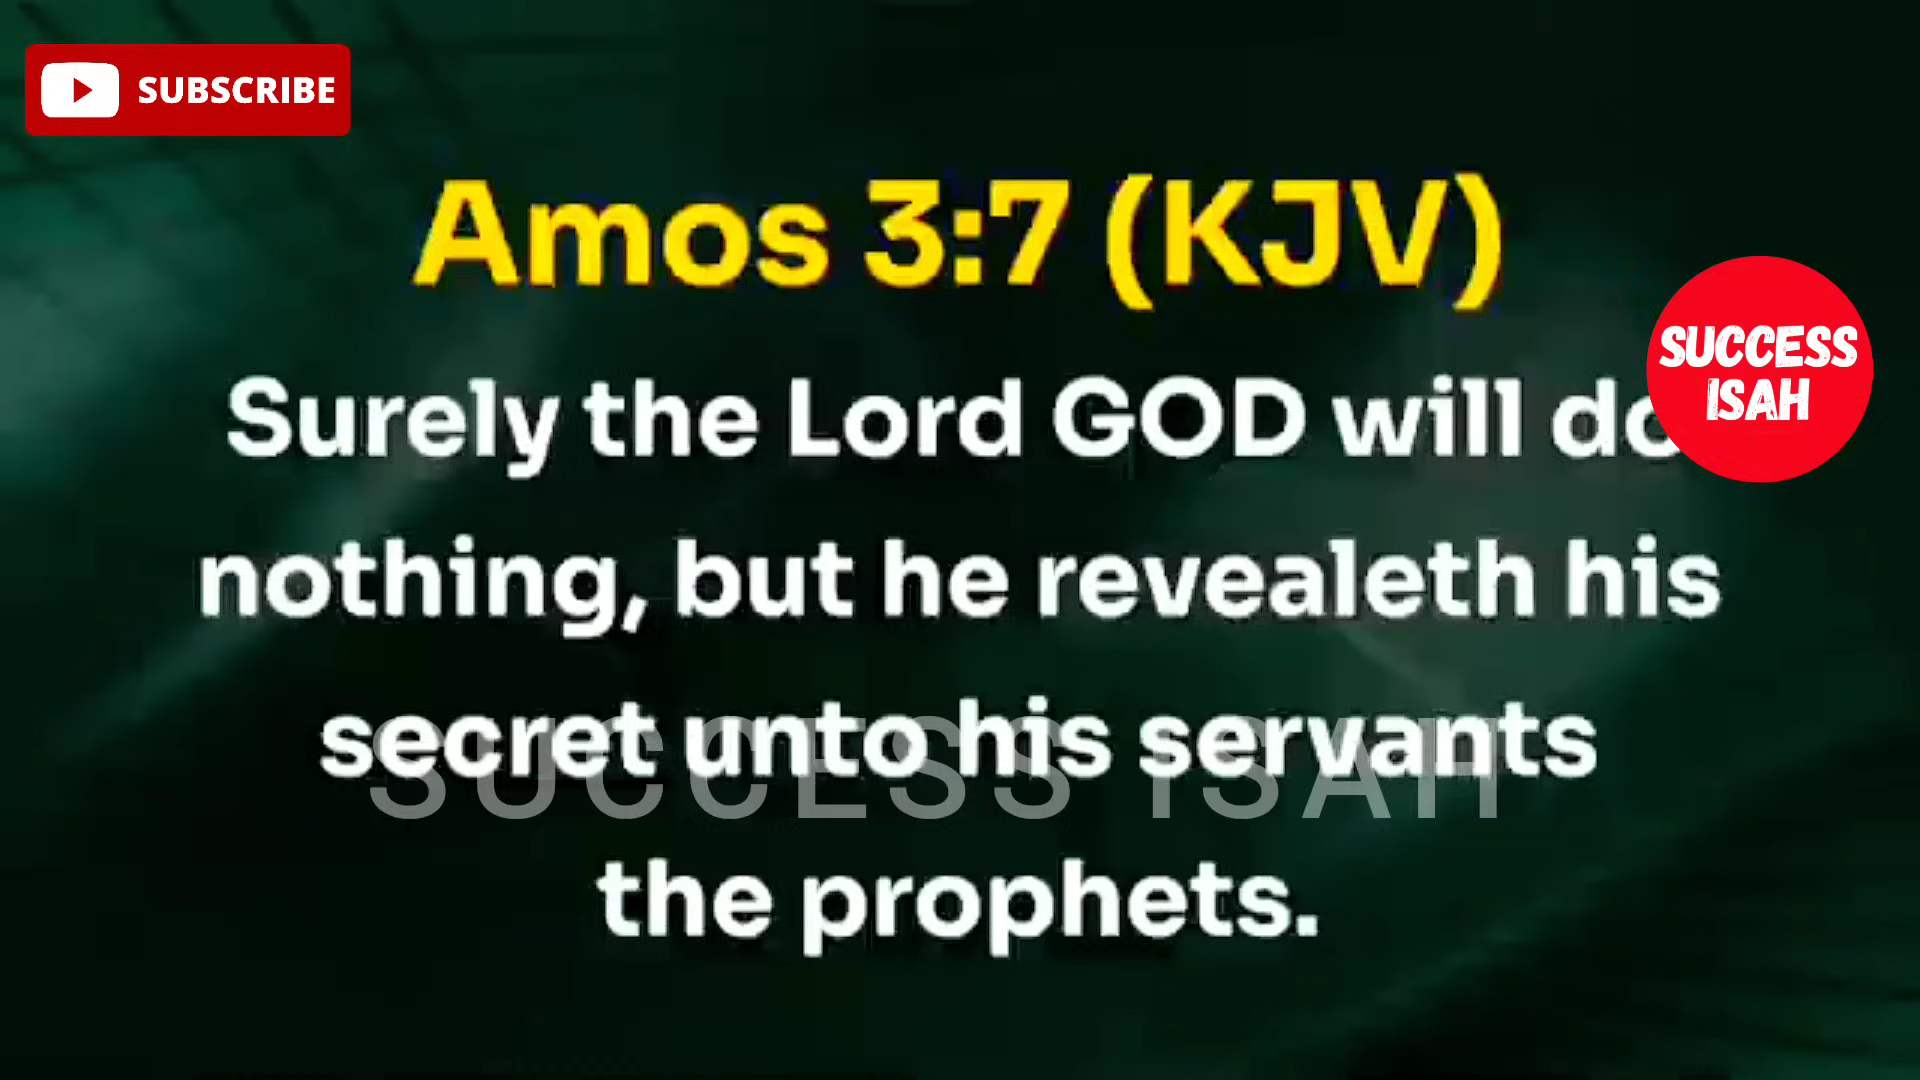 SUBSCRIBE
Amos 3:7 (KJV)
SUCCESS
ISAH
Surely the Lord GOD will do
nothing, but he revealeth his
secret unto his servants
SUCCESS ISAH
the prophets.